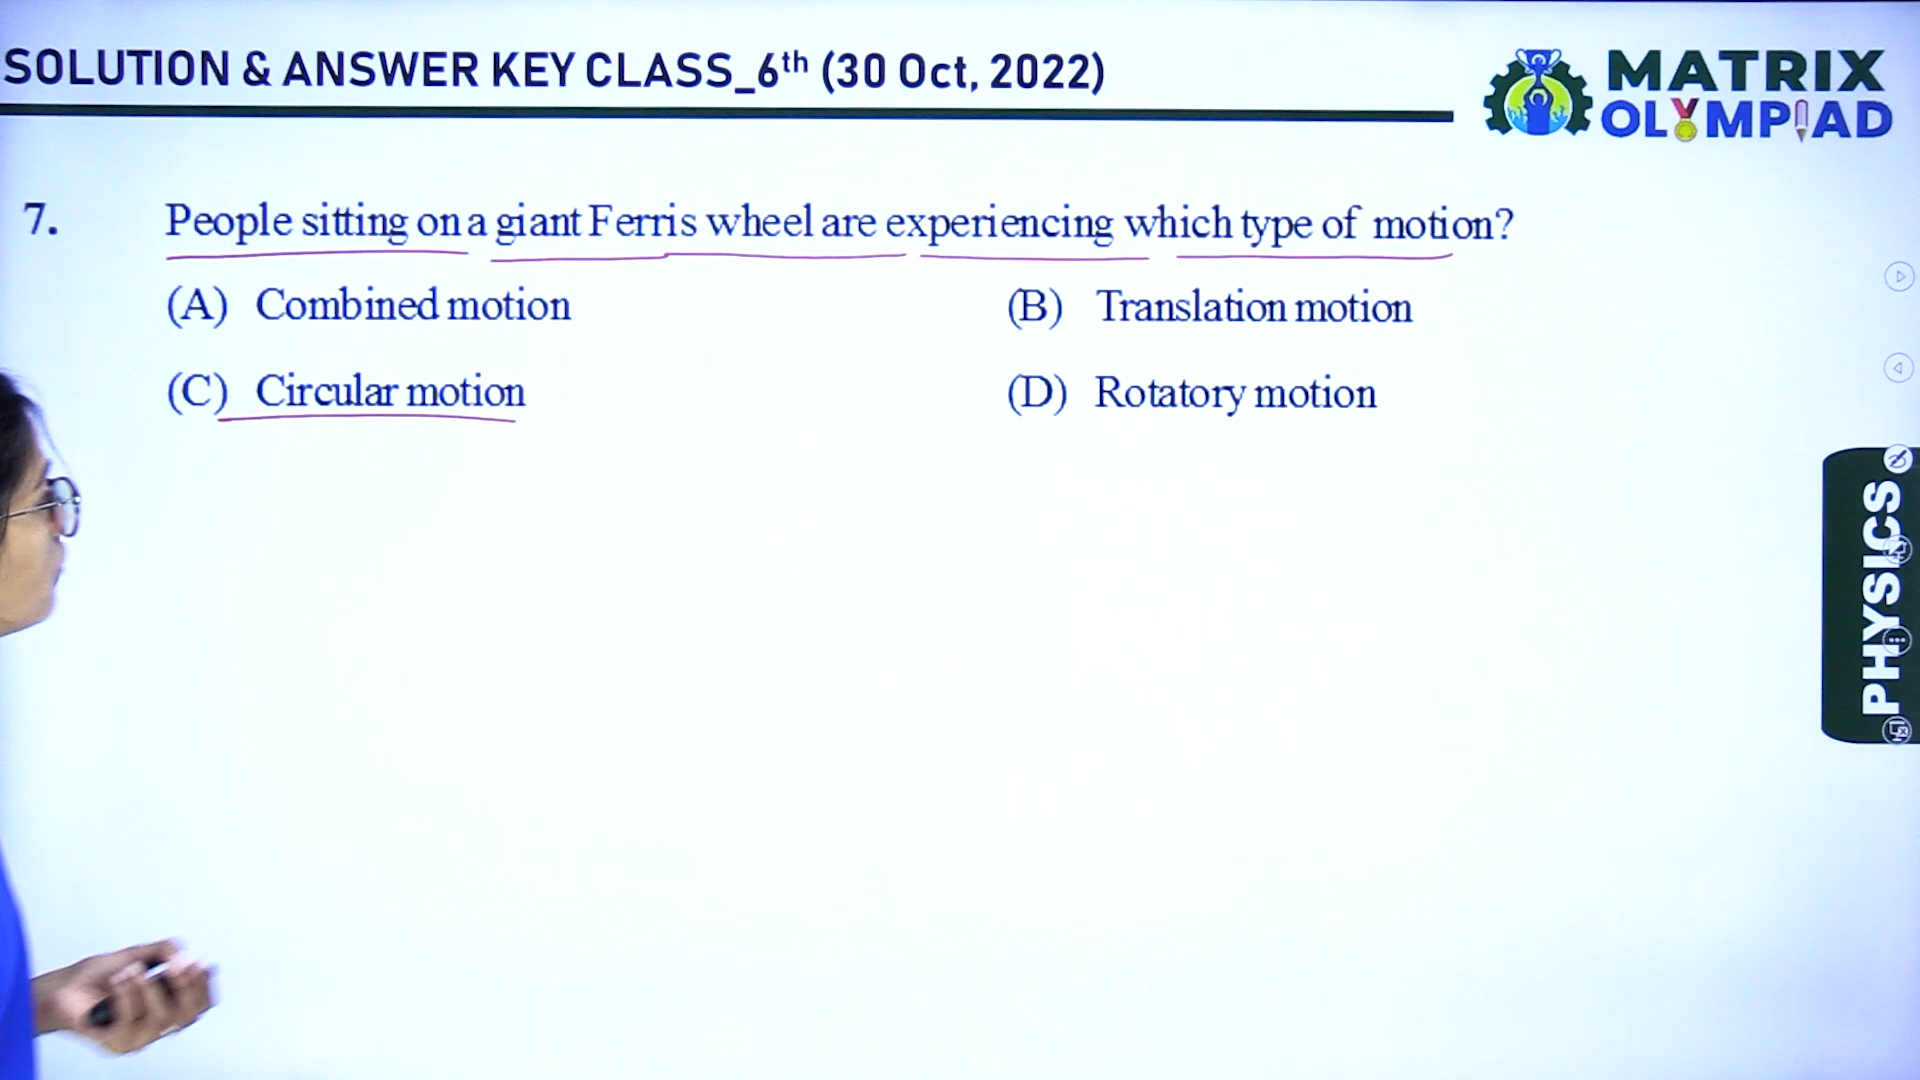 SOLUTION & ANSWER KEY CLASS_6th (30 Oct, 2022)
MATRIX
OLYMPIAD
7. People sitting on a giant Ferris wheel are experiencing which type of motion?
(A) Combined motion (B) Translation motion
(C) Circular motion (D) Rotatory motion
PHYSICS